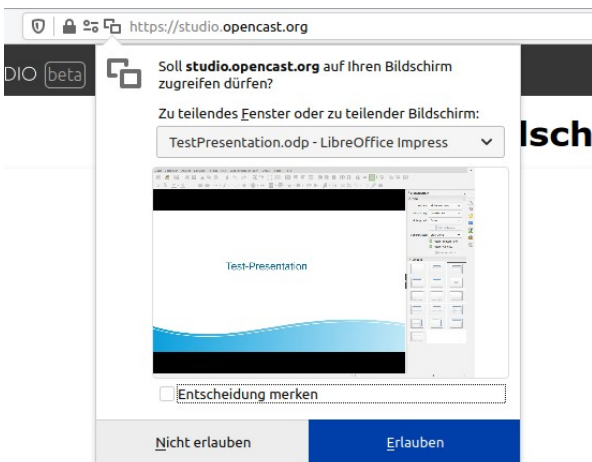 https://studio.opencast.org
DIO beta
Soll studio.opencast.org auf Ihren Bildschirm
zugreifen dürfen?
Zu teilendes Fenster oder zu teilender Bildschirm:
TestPresentation.odp - LibreOffice Impress
lsch
Test-Presentation
Entscheidung merken
Nicht erlauben
Erlauben